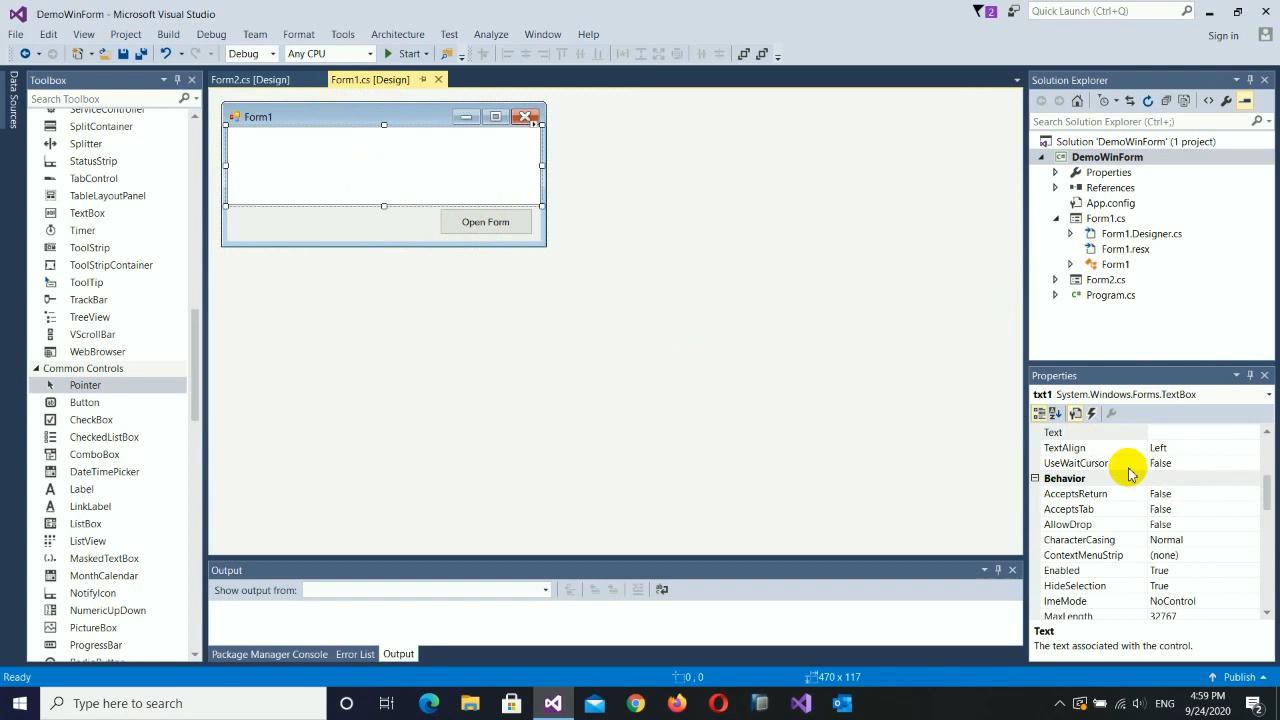 DemoWinForm - Microsoft Visual Studio
2
Quick Launch (Ctrl+Q)
File Edit View Project Build Debug Team Format Tools Architecture Test Analyze Window Help
Sign in
Debug Any CPU Start
Data Sources
Toolbox
Search Toolbox
ServiceController
SplitContainer
Splitter
StatusStrip
TabControl
TableLayoutPanel
TextBox
Timer
ToolStrip
ToolStripContainer
ToolTip
TrackBar
TreeView
VScrollBar
WebBrowser
Common Controls
Pointer
Button
CheckBox
CheckedListBox
ComboBox
DateTimePicker
Label
LinkLabel
ListBox
ListView
MaskedTextBox
MonthCalendar
NotifyIcon
NumericUpDown
PictureBox
ProgressBar
RadioButton
Form2.cs [Design] Form1.cs [Design]
Form1
Open Form
Output
Show output from:
Package Manager Console Error List Output
Solution Explorer
Search Solution Explorer (Ctrl+;)
Solution 'DemoWinForm' (1 project)
DemoWinForm
Properties
References
App.config
Form1.cs
Form1.Designer.cs
Form1.resx
Form1
Form2.cs
Program.cs
Properties
txt1 System.Windows.Forms.TextBox
Text
TextAlign Left
UseWaitCursor False
Behavior
AcceptsReturn False
AcceptsTab False
AllowDrop False
CharacterCasing Normal
ContextMenuStrip (none)
Enabled True
HideSelection True
ImeMode NoControl
MaxLength 32767
Text
The text associated with the control.
Ready 0 , 0 470 x 117 Publish
Type here to search
ENG
4:59 PM
9/24/2020